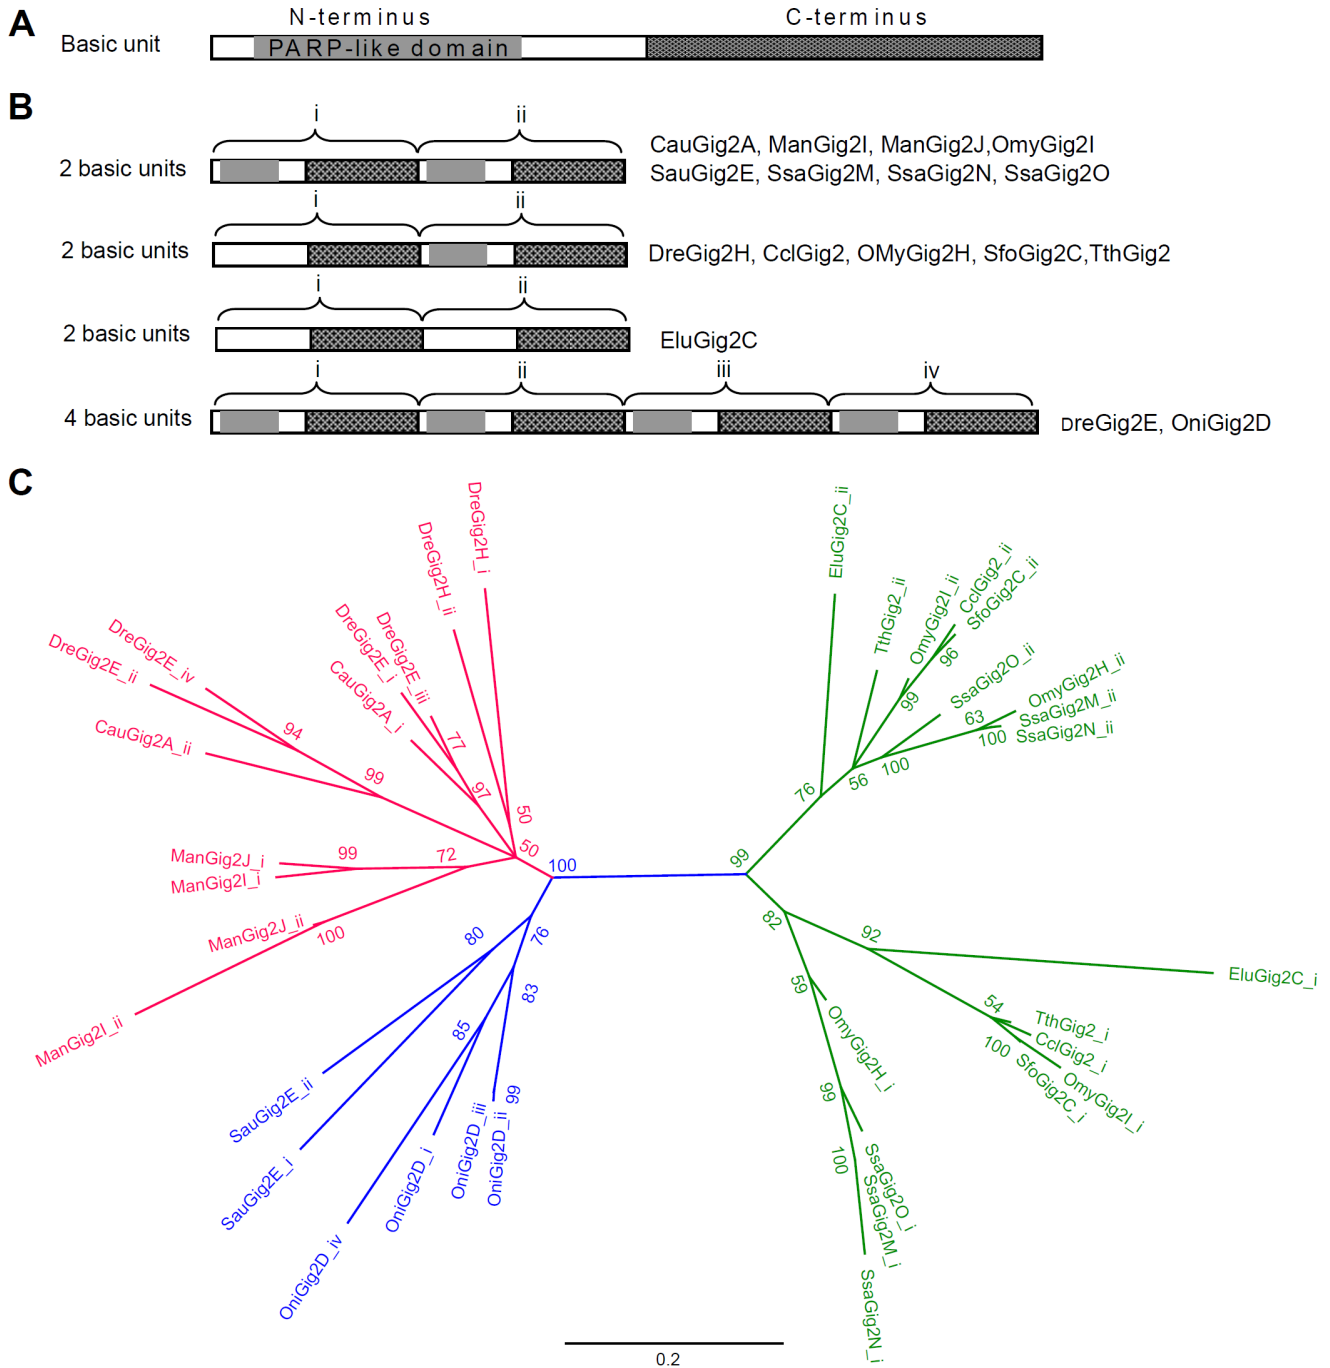 A
N-terminus
C-terminus
Basic unit
PARP-like domain
B
i
ii
2 basic units
CauGig2A, ManGig2I, ManGig2J,OmyGig2I
SauGig2E, SsaGig2M, SsaGig2N, SsaGig2O
i
ii
2 basic units
DreGig2H, CclGig2, OMyGig2H, SfoGig2C,TthGig2
i
ii
2 basic units
EluGig2C
i
ii
iii
iv
4 basic units
DreGig2E, OniGig2D
C
DreGig2H_i
DreGig2H_ii
DreGig2E_iii
DreGig2E_i
CauGig2A_i
DreGig2E_iv
DreGig2E_ii
CauGig2A_ii
94
99
77
97
50
50
ManGig2J_i
ManGig2I_i
99
72
ManGig2J_ii
100
ManGig2I_ii
100
80
76
83
85
99
SauGig2E_ii
SauGig2E_i
OniGig2D_iv
OniGig2D_i
OniGig2D_iii
OniGig2D_ii
EluGig2C_ii
TthGig2_ii
OmyGig2I_ii
CclGig2_ii
SfoGig2C_ii
96
99
SsaGig2O_ii
OmyGig2H_ii
SsaGig2M_ii
SsaGig2N_ii
63
100
100
56
76
99
82
92
EluGig2C_i
54
TthGig2_i
CclGig2_i
100
SfoGig2C_i
OmyGig2I_i
59
OmyGig2H_i
99
100
SsaGig2O_i
SsaGig2M_i
SsaGig2N_i
0.2